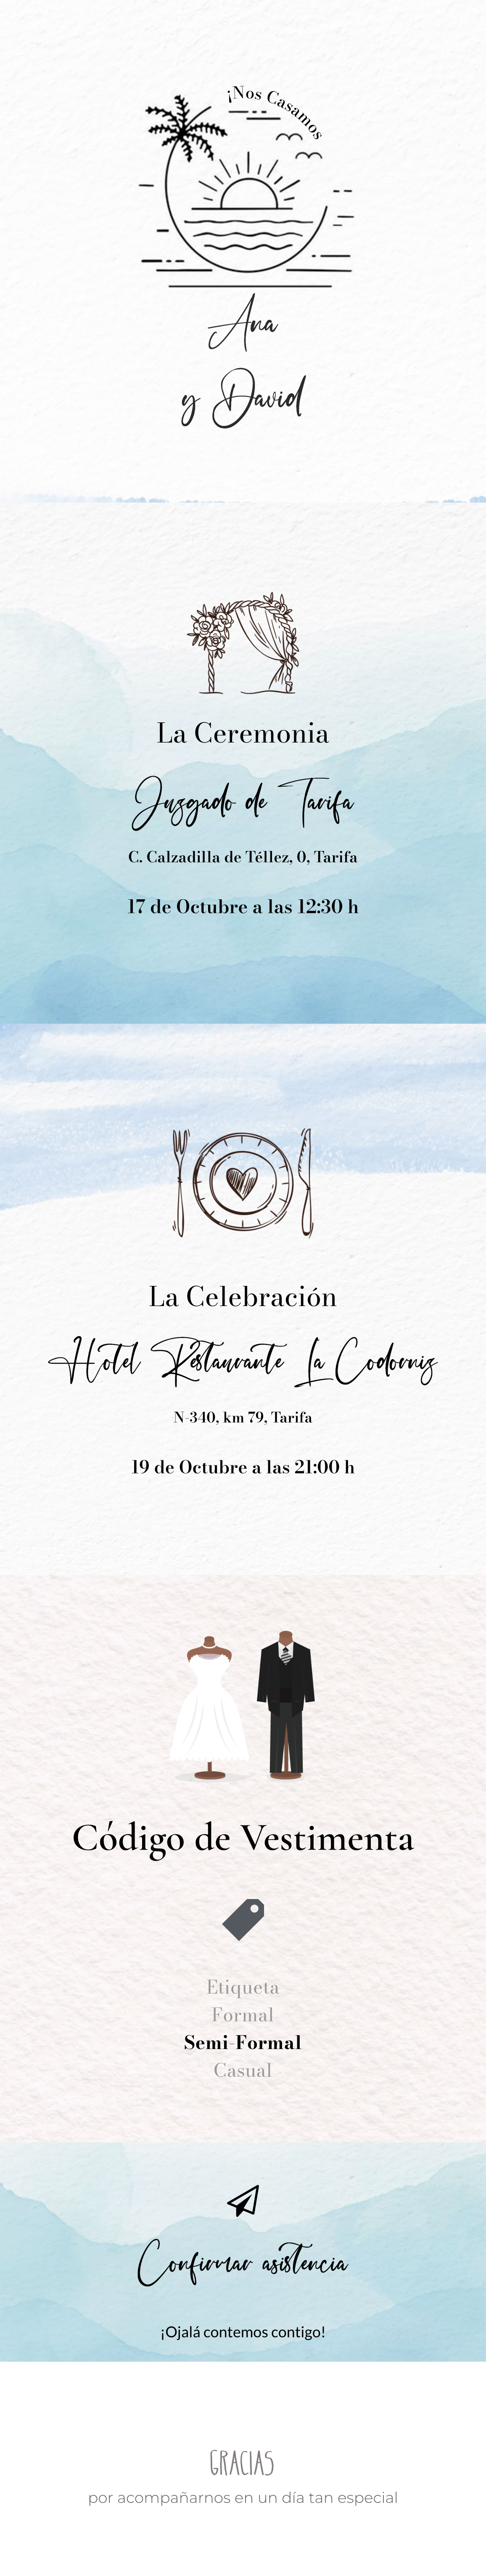 ¡Nos Casamos
Ana
y David
La Ceremonia
Juzgado de Tarifa
C. Calzadilla de Téllez, 0, Tarifa
17 de Octubre a las 12:30 h
La Celebración
Hotel Restaurante La Codorniz
N-340, km 79, Tarifa
19 de Octubre a las 21:00 h
Código de Vestimenta
Etiqueta
Formal
Semi-Formal
Casual
Confirmar asistencia
¡Ojalá contemos contigo!
GRACIAS
por acompañarnos en un día tan especial